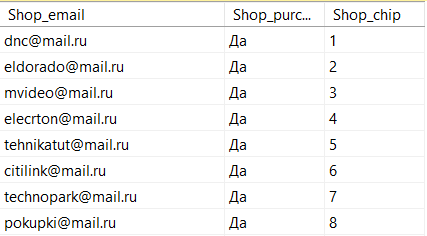 Shop_email Shop_purc... Shop_chip
dnc@mail.ru Да 1
eldorado@mail.ru Да 2
mvideo@mail.ru Да 3
elecrton@mail.ru Да 4
tehnikatut@mail.ru Да 5
citilink@mail.ru Да 6
technopark@mail.ru Да 7
pokupki@mail.ru Да 8